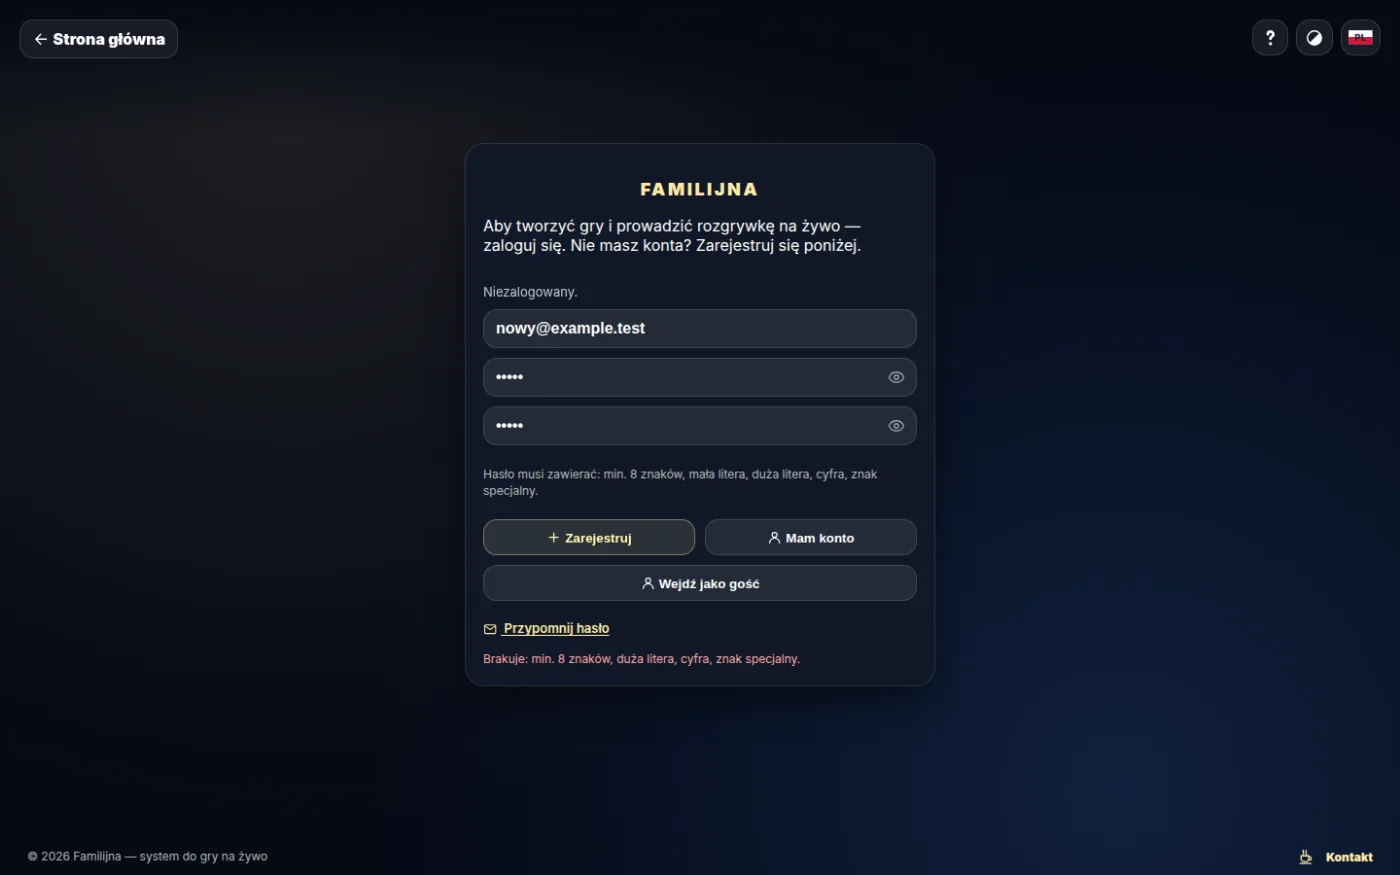 ← Strona główna
?
PL
FAMILIJNA
Aby tworzyć gry i prowadzić rozgrywkę na żywo —
zaloguj się. Nie masz konta? Zarejestruj się poniżej.
Niezalogowany.
nowy@example.test
•••••
•••••
Hasło musi zawierać: min. 8 znaków, mała litera, duża litera, cyfra, znak
specjalny.
Zarejestruj
Mam konto
Wejdź jako gość
Przypomnij hasło
Brakuje: min. 8 znaków, duża litera, cyfra, znak specjalny.
© 2026 Familijna — system do gry na żywo
Kontakt